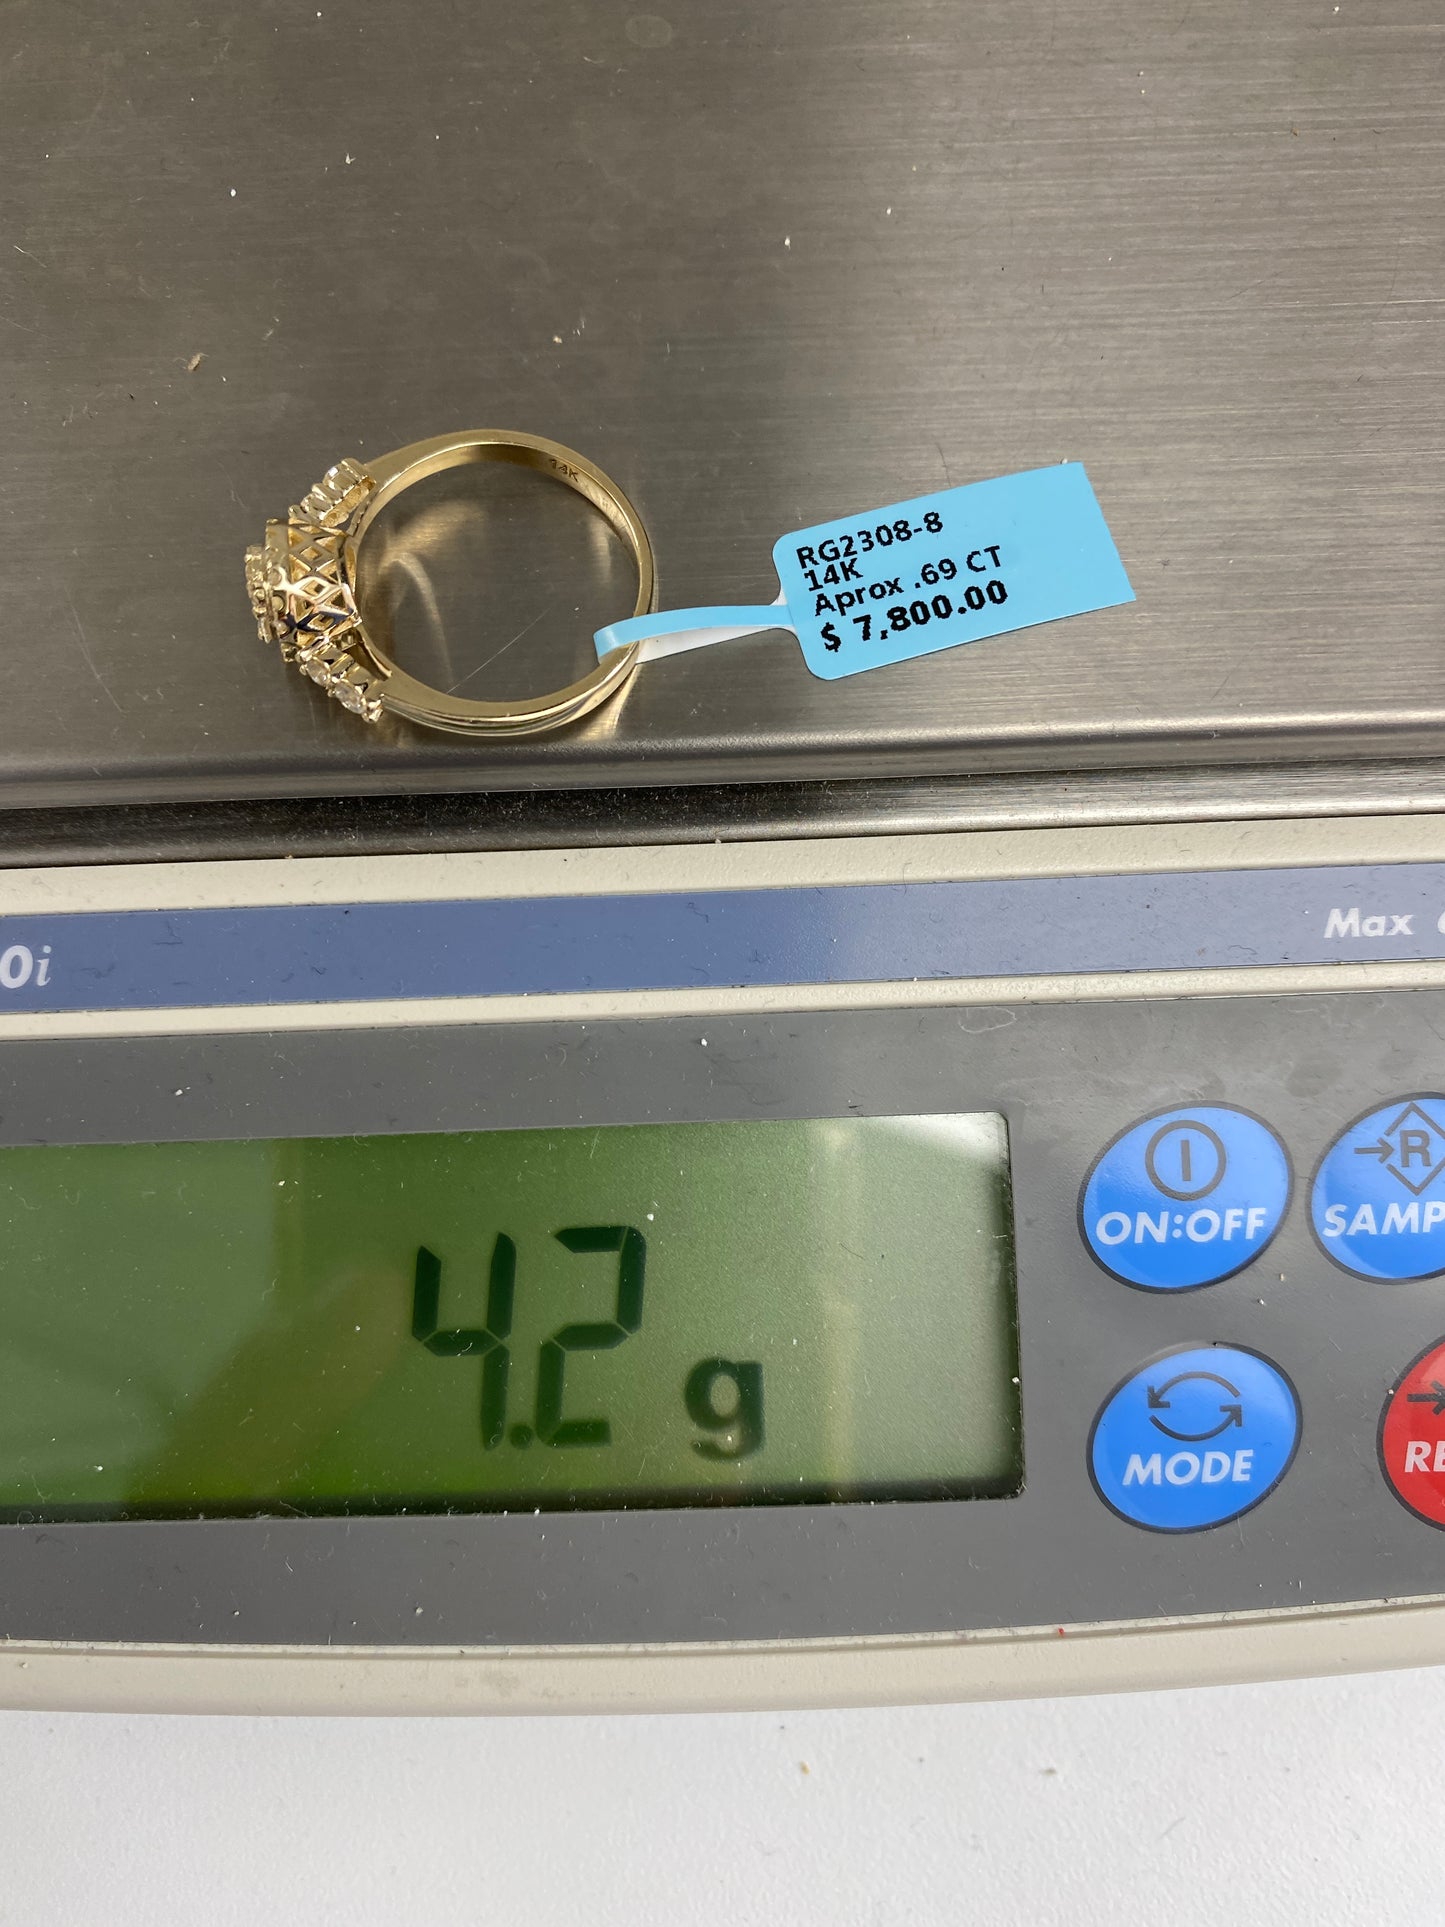 14K
RG2308-8
14K
Aprox .69 CT
$ 7,800.00
0i
Max
4.2 g
ON:OFF
R
SAMP
MODE
RE